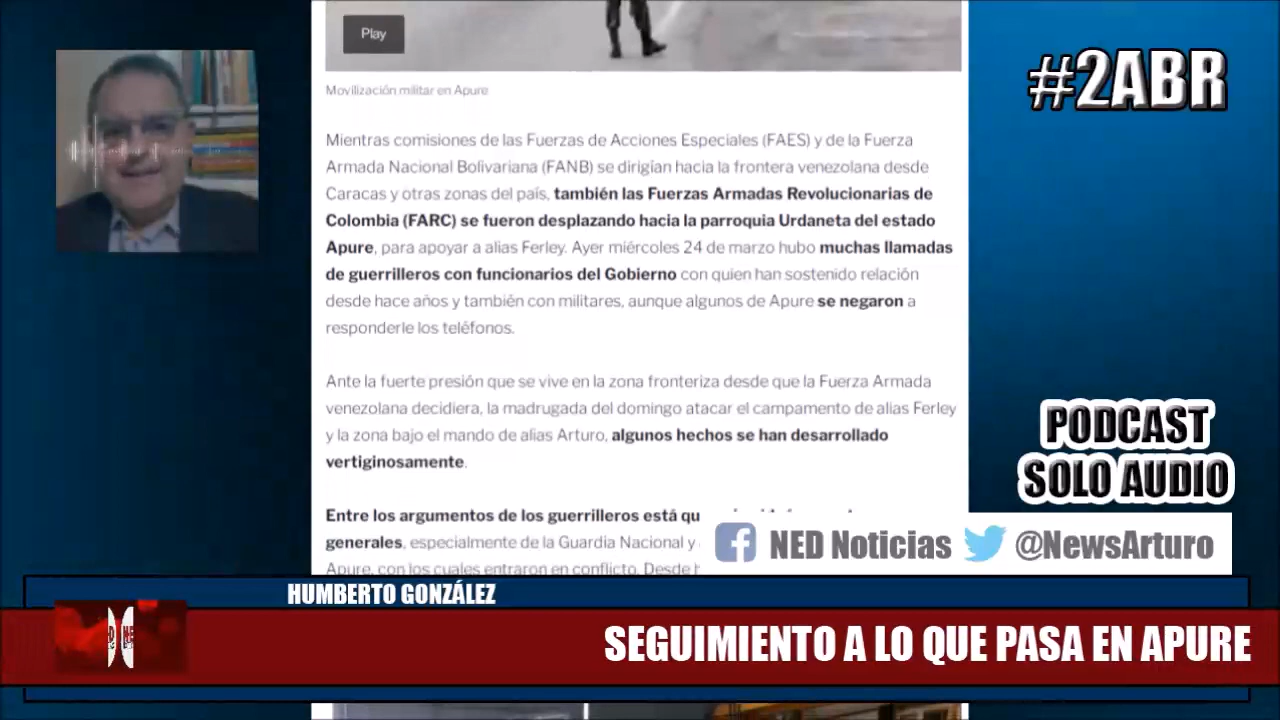 Play
#2ABR
Movilización militar en Apure
Mientras comisiones de las Fuerzas de Acciones Especiales (FAES) y de la Fuerza
Armada Nacional Bolivariana (FANB) se dirigían hacia la frontera venezolana desde
Caracas y otras zonas del país, también las Fuerzas Armadas Revolucionarias de
Colombia (FARC) se fueron desplazando hacia la parroquia Urdaneta del estado
Apure, para apoyar a alias Ferley. Ayer miércoles 24 de marzo hubo muchas llamadas
de guerrilleros con funcionarios del Gobierno con quien han sostenido relación
desde hace años y también con militares, aunque algunos de Apure se negaron a
responderle los teléfonos.
Ante la fuerte presión que se vive en la zona fronteriza desde que la Fuerza Armada
venezolana decidiera, la madrugada del domingo atacar el campamento de alias Ferley
y la zona bajo el mando de alias Arturo, algunos hechos se han desarrollado
vertiginosamente.
Entre los argumentos de los guerrilleros está
generales, especialmente de la Guardia Nacional y
Apure, con los cuales entraron en conflicto. Desde
PODCAST
SOLO AUDIO
NED Noticias @NewsArturo
HUMBERTO GONZÁLEZ
SEGUIMIENTO A LO QUE PASA EN APURE